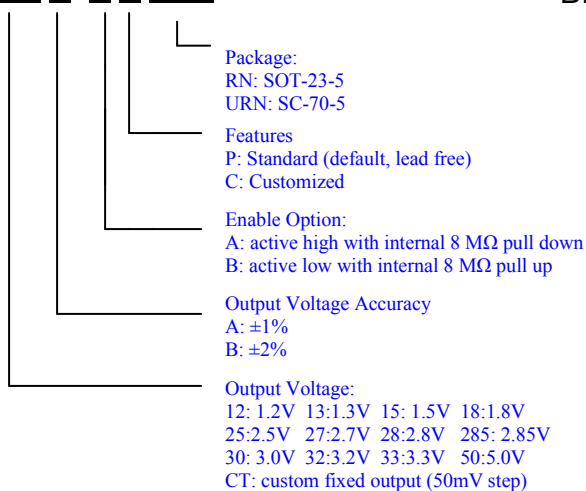 Package:
RN: SOT-23-5
URN: SC-70-5
Features
P: Standard (default, lead free)
C: Customized
Enable Option:
A: active high with internal 8 MΩ pull down
B: active low with internal 8 MΩ pull up
Output Voltage Accuracy
A: ±1%
B: ±2%
Output Voltage:
12: 1.2V 13:1.3V 15: 1.5V 18:1.8V
25:2.5V 27:2.7V 28:2.8V 285: 2.85V
30: 3.0V 32:3.2V 33:3.3V 50:5.0V
CT: custom fixed output (50mV step)